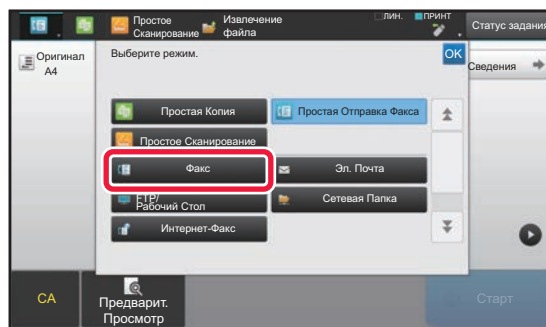 Простое
Сканирование
Извлечение
файла
ЛИН.
ПРИНТ
Статус задания
Оригинал
A4
Выберите режим.
OK
Сведения
Простая Копия
Простая Отправка Факса
Простое Сканирование
Факс
Эл. Почта
FTP/
Рабочий Стол
Сетевая Папка
Интернет-Факс
CA
Предварит.
Просмотр
Старт